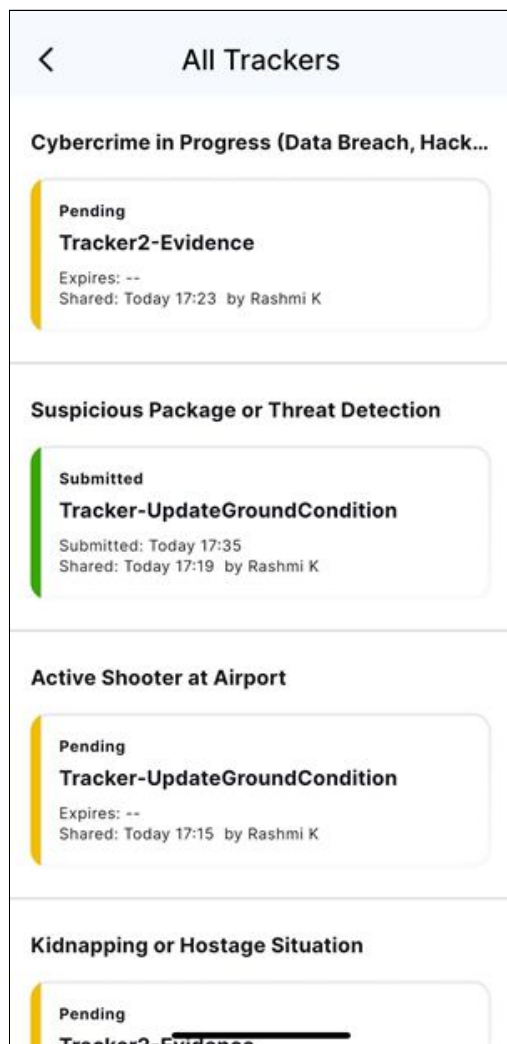 All Trackers
Cybercrime in Progress (Data Breach, Hack...
Pending
Tracker2-Evidence
Expires: --
Shared: Today 17:23 by Rashmi K
Suspicious Package or Threat Detection
Submitted
Tracker-UpdateGroundCondition
Submitted: Today 17:35
Shared: Today 17:19 by Rashmi K
Active Shooter at Airport
Pending
Tracker-UpdateGroundCondition
Expires: --
Shared: Today 17:15 by Rashmi K
Kidnapping or Hostage Situation
Pending
Tracker2-Evidence